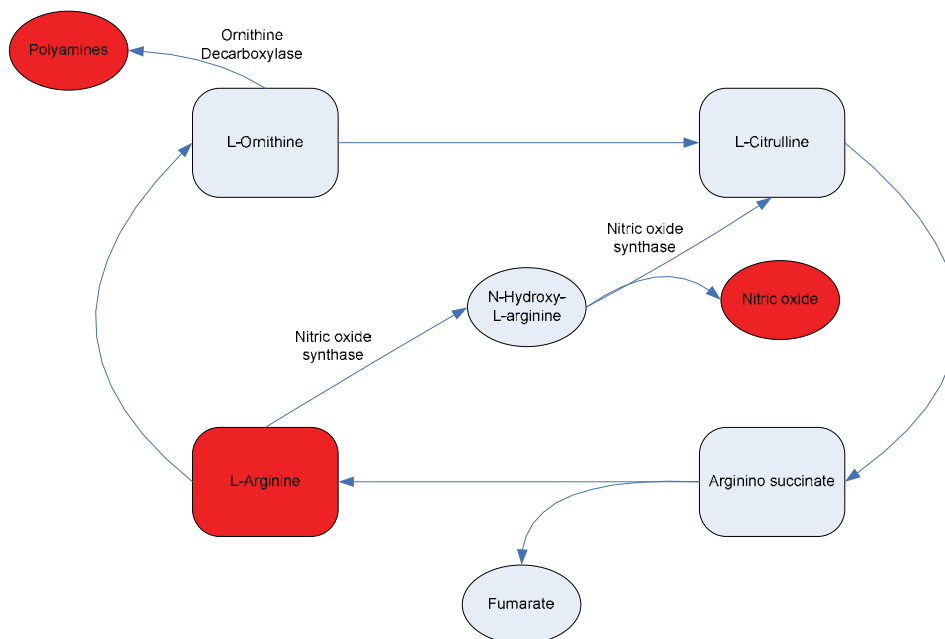 Ornithine
Decarboxylase
Polyamines
L-Ornithine
L-Citrulline
Nitric oxide
synthase
N-Hydroxy-
L-arginine
Nitric oxide
Nitric oxide
synthase
L-Arginine
Arginino succinate
Fumarate